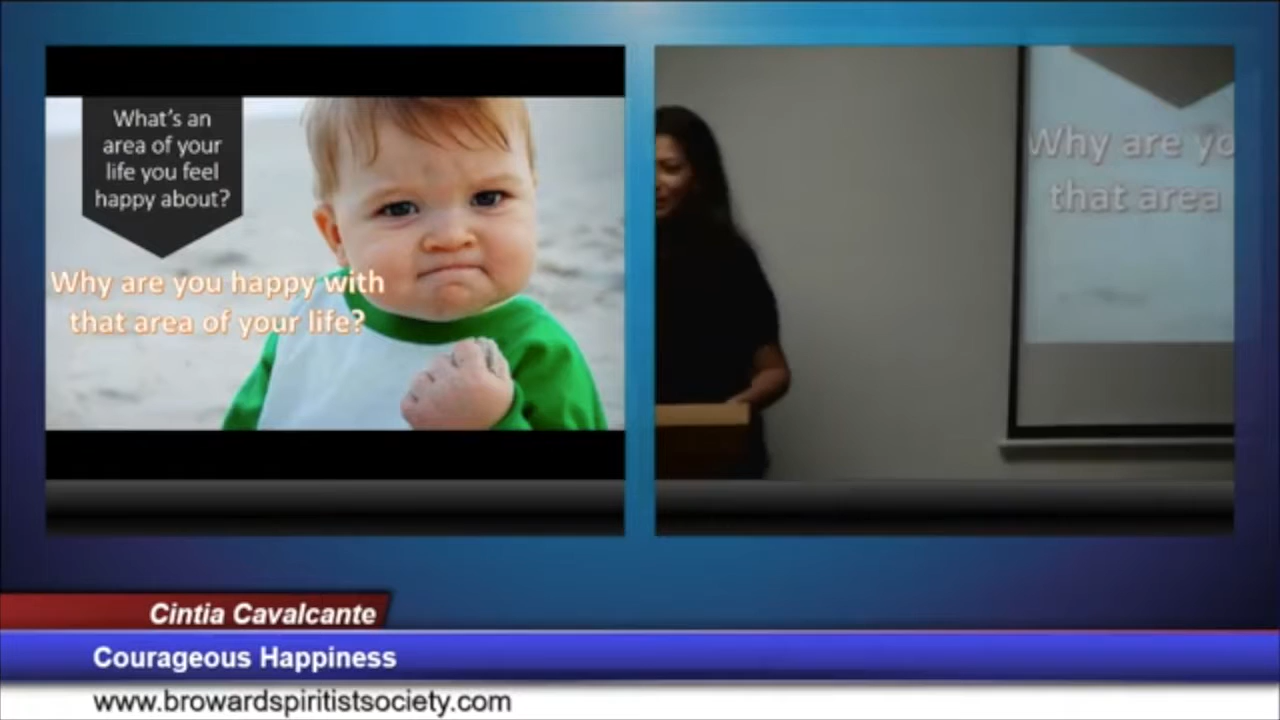 What's an
area of your
life you feel
happy about?
Why are you happy with
that area of your life?
Why are yo
that area
Cintia Cavalcante
Courageous Happiness
www.browardspiritistsociety.com